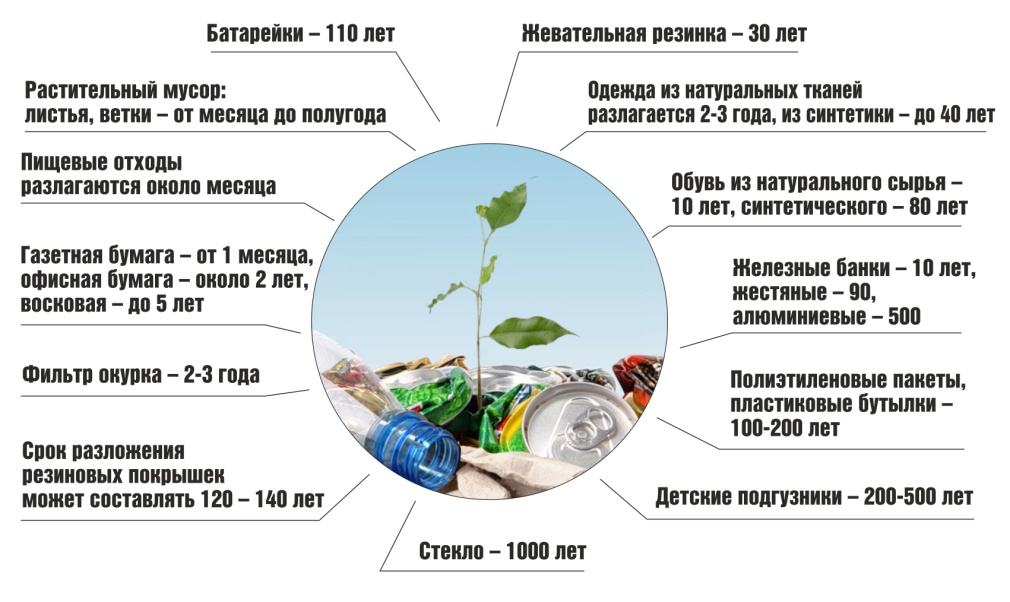 Батарейки – 110 лет
Жевательная резинка – 30 лет
Растительный мусор:
листья, ветки – от месяца до полугода
Одежда из натуральных тканей
разлагается 2-3 года, из синтетики – до 40 лет
Пищевые отходы
разлагаются около месяца
Обувь из натурального сырья –
10 лет, синтетического – 80 лет
Газетная бумага – от 1 месяца,
офисная бумага – около 2 лет,
восковая – до 5 лет
Железные банки – 10 лет,
жестяные – 90,
алюминиевые – 500
Фильтр окурка – 2-3 года
Полиэтиленовые пакеты,
пластиковые бутылки –
100-200 лет
Срок разложения
резиновых покрышек
может составлять 120 – 140 лет
Детские подгузники – 200-500 лет
Стекло – 1000 лет